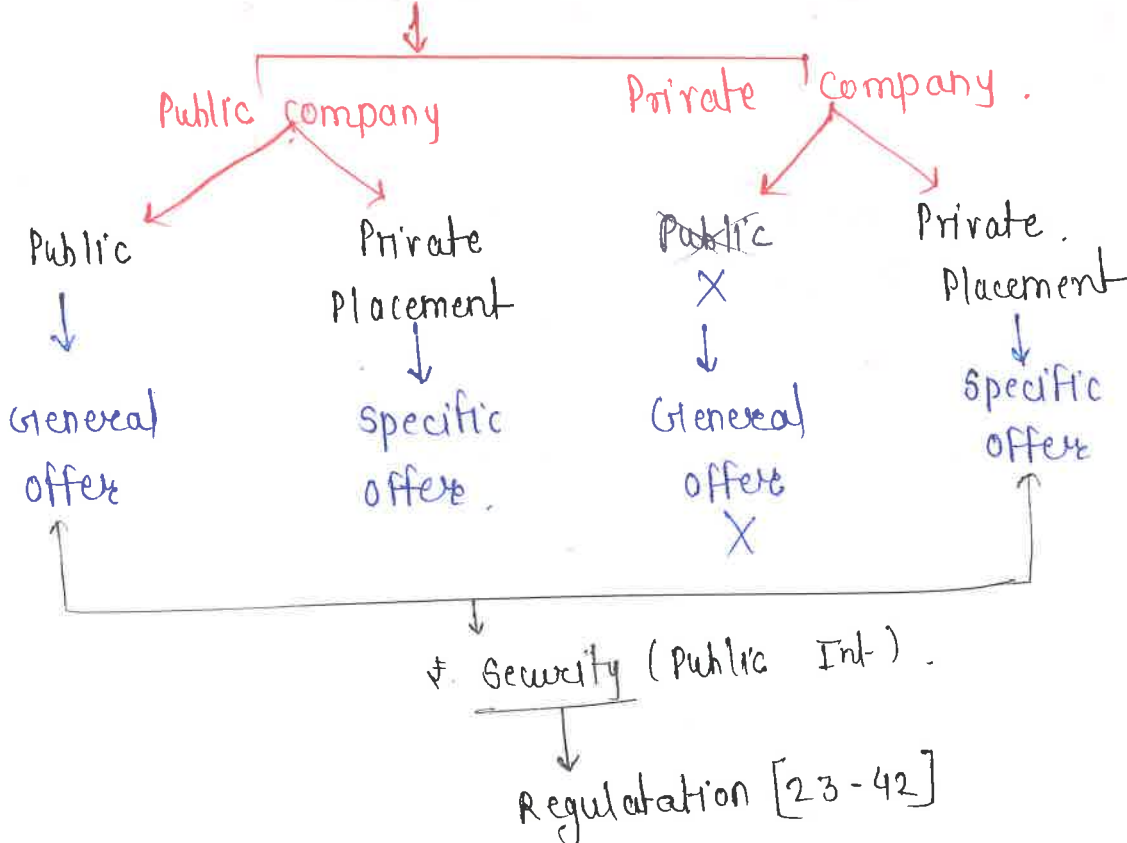 Public Company Private Company.
Public Private Public Private.
Placement X Placement
General Specific General Specific
offer offer. offer offer
X
₹. Security (Public Int).
Regulatation [23-42]